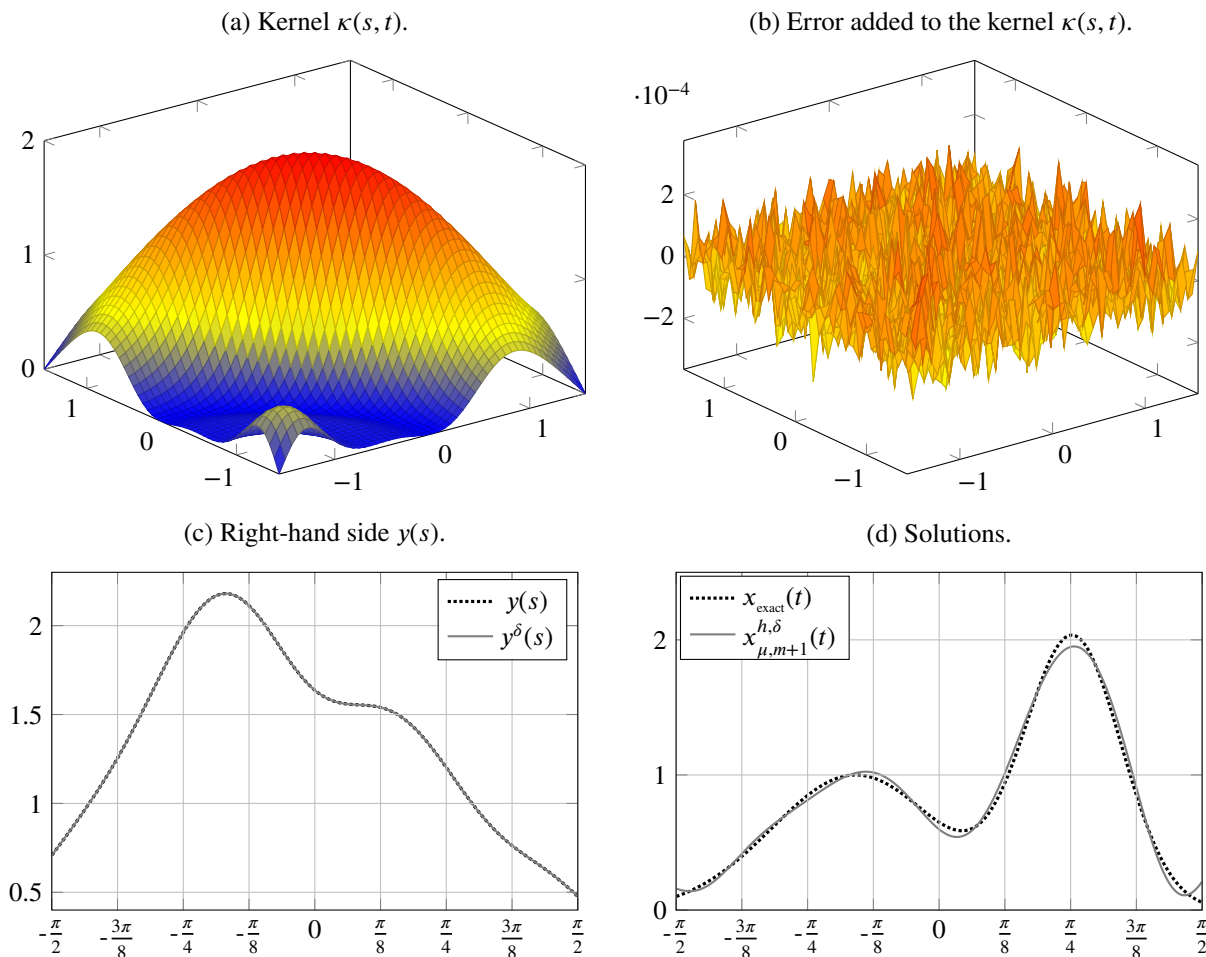 (a) Kernel κ(s, t).
(b) Error added to the kernel κ(s, t).
2
1
0
1
0
−1
−1
0
1
·10⁻⁴
2
0
−2
1
0
−1
−1
0
1
(c) Right-hand side y(s).
y(s)
y^δ(s)
2
1.5
1
0.5
-π/2 -3π/8 -π/4 -π/8 0 π/8 π/4 3π/8 π/2
(d) Solutions.
x_exact(t)
x^{h,δ}_{μ,m+1}(t)
2
1
0
-π/2 -3π/8 -π/4 -π/8 0 π/8 π/4 3π/8 π/2